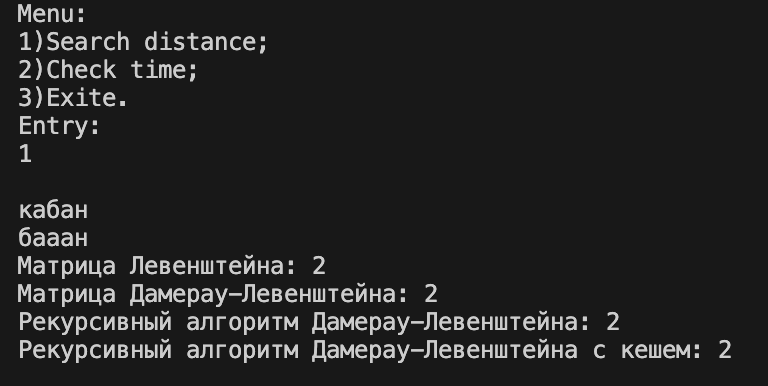 Menu:
1)Search distance;
2)Check time;
3)Exite.
Entry:
1
кабан
бааан
Матрица Левенштейна: 2
Матрица Дамерау-Левенштейна: 2
Рекурсивный алгоритм Дамерау-Левенштейна: 2
Рекурсивный алгоритм Дамерау-Левенштейна с кешем: 2